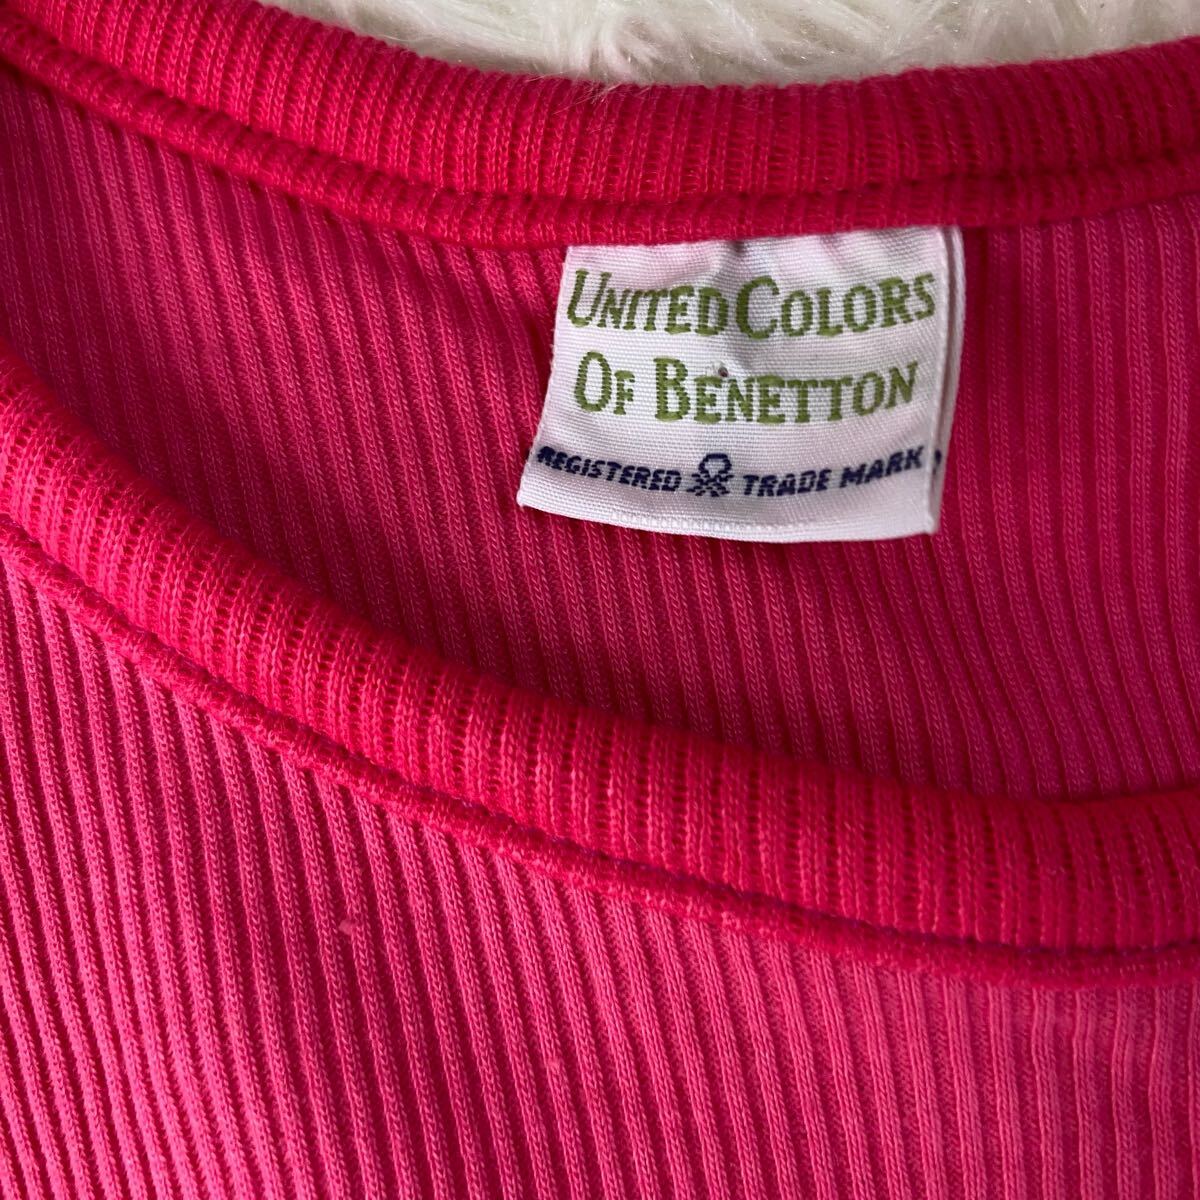 UNITED COLORS
OF BENETTON
REGISTERED TRADE MARK